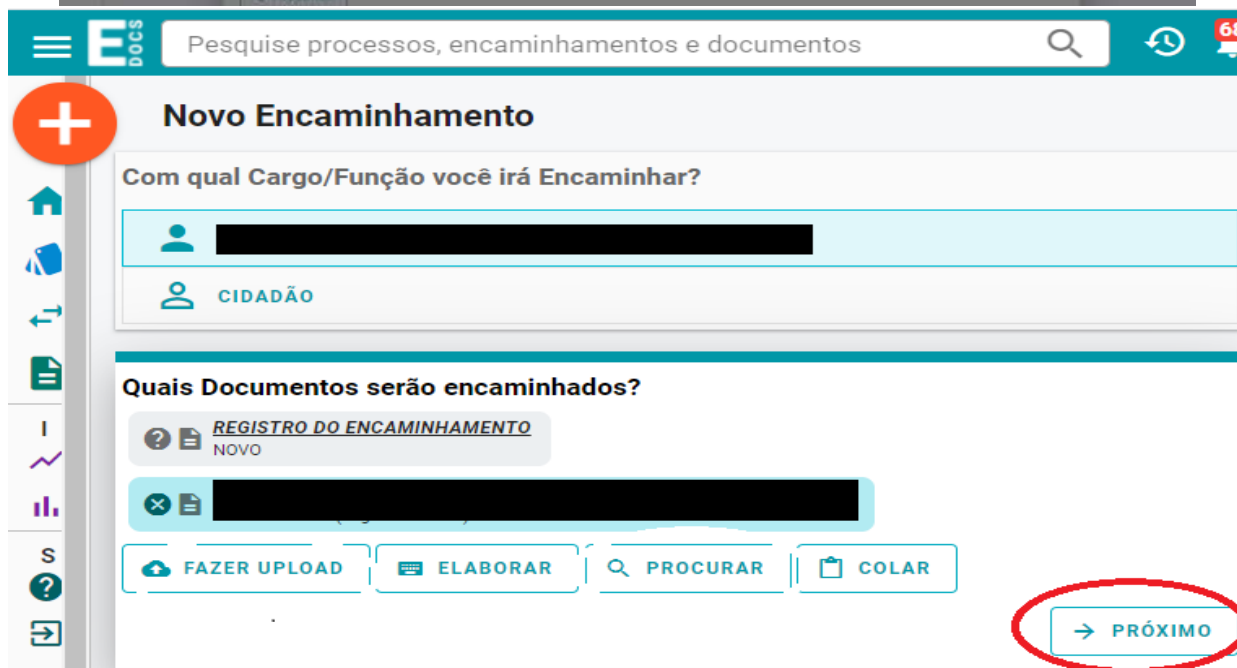 E DOCS
Pesquise processos, encaminhamentos e documentos
68
Novo Encaminhamento
Com qual Cargo/Função você irá Encaminhar?
CIDADÃO
Quais Documentos serão encaminhados?
REGISTRO DO ENCAMINHAMENTO
NOVO
I
S
FAZER UPLOAD
ELABORAR
PROCURAR
COLAR
PRÓXIMO